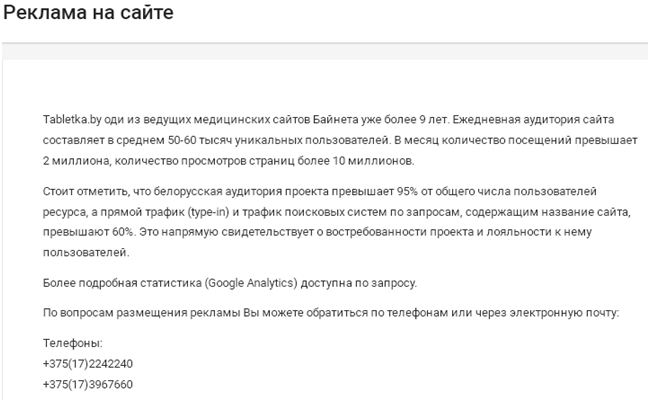 Реклама на сайте
Tabletka.by оди из ведущих медицинских сайтов Байнета уже более 9 лет. Ежедневная аудитория сайта
составляет в среднем 50-60 тысяч уникальных пользователей. В месяц количество посещений превышает
2 миллиона, количество просмотров страниц более 10 миллионов.
Стоит отметить, что белорусская аудитория проекта превышает 95% от общего числа пользователей
ресурса, а прямой трафик (type-in) и трафик поисковых систем по запросам, содержащим название сайта,
превышают 60%. Это напрямую свидетельствует о востребованности проекта и лояльности к нему
пользователей.
Более подробная статистика (Google Analytics) доступна по запросу.
По вопросам размещения рекламы Вы можете обратиться по телефонам или через электронную почту:
Телефоны:
+375(17)2242240
+375(17)3967660